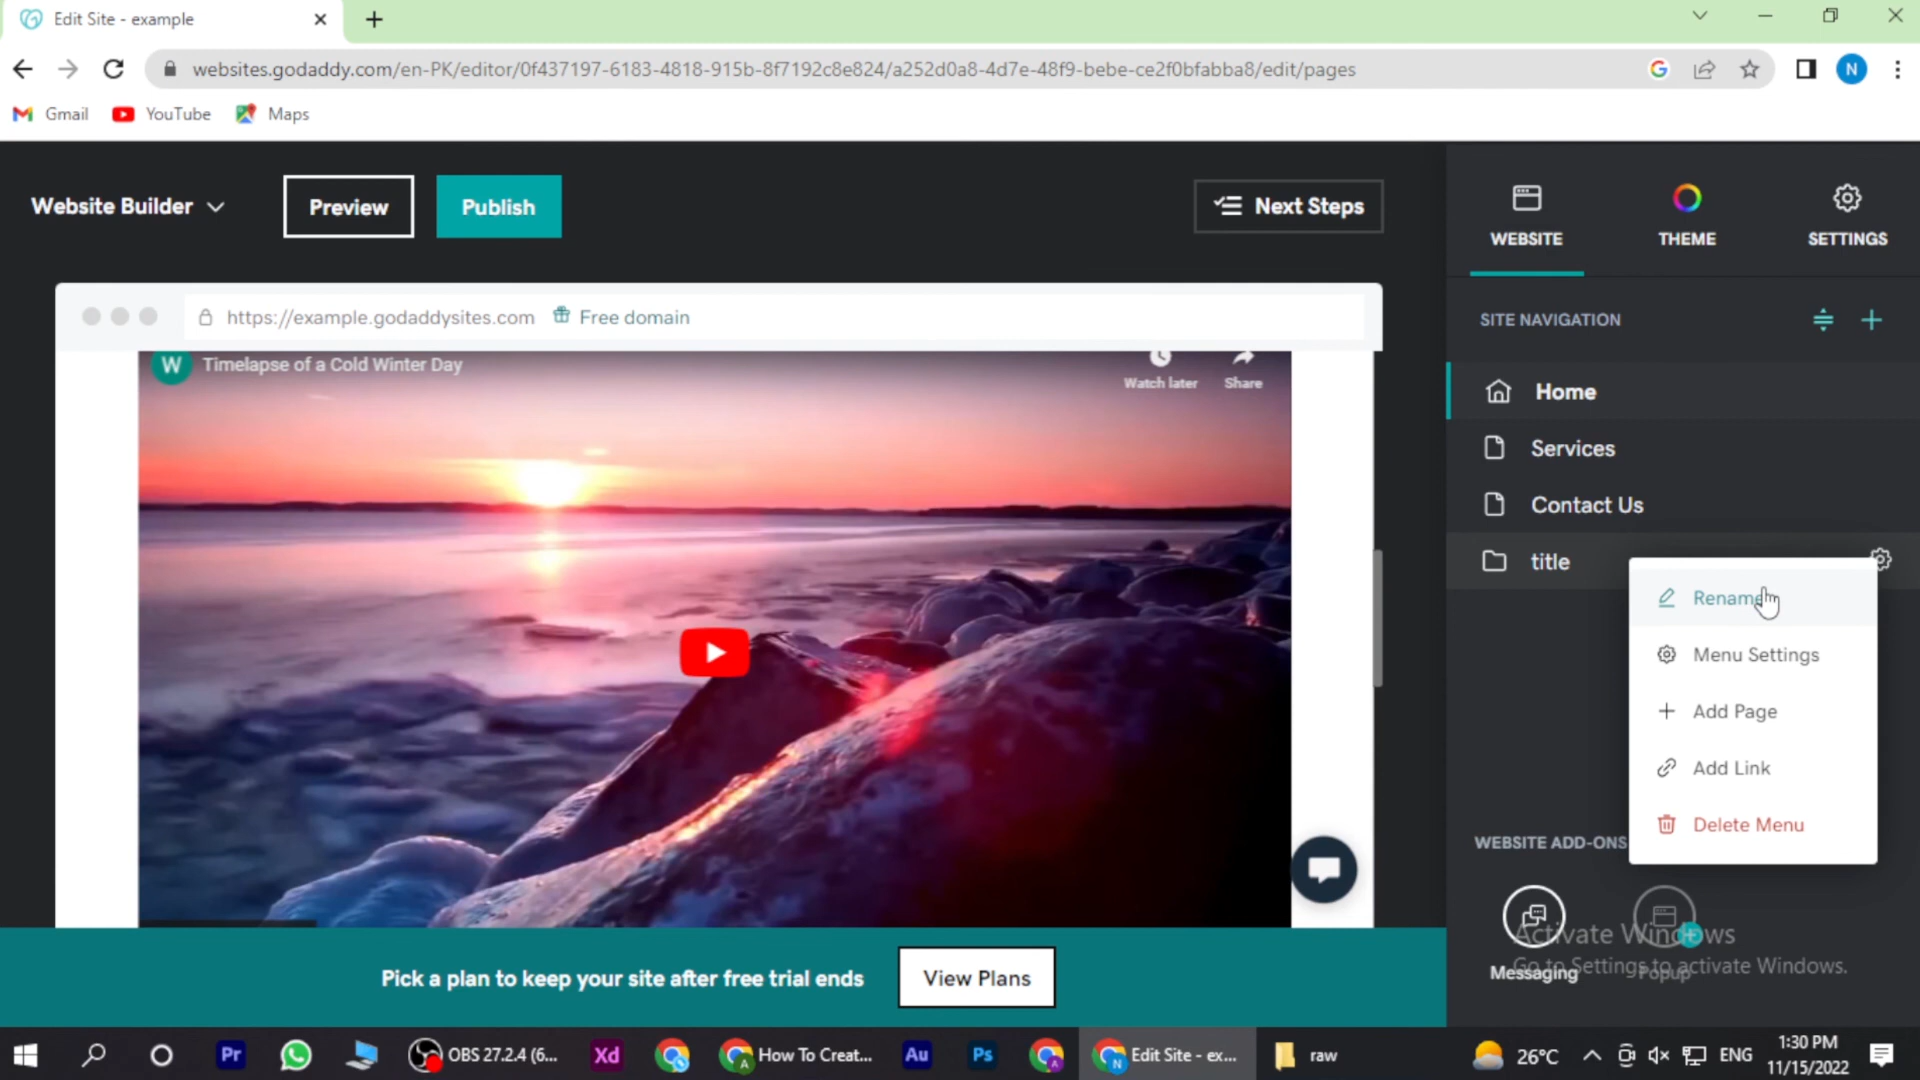 Edit Site - example
websites.godaddy.com/en-PK/editor/0f437197-6183-4818-915b-8f7192c8e824/a252d0a8-4d7e-48f9-bebe-ce2f0bfabba8/edit/pages
N
Gmail YouTube Maps
Website Builder Preview Publish Next Steps
WEBSITE THEME SETTINGS
https://example.godaddysites.com Free domain
SITE NAVIGATION
W Timelapse of a Cold Winter Day
Watch later Share
Home
Services
Contact Us
title
Rename
Menu Settings
Add Page
Add Link
Delete Menu
WEBSITE ADD-ONS
Activate Windows
Go to Settings to activate Windows.
Messaging Popup
Pick a plan to keep your site after free trial ends View Plans
Pr OBS 27.2.4 (6... Xd How To Creat... Au Ps Edit Site - ex... raw 26°C ENG
1:30 PM
11/15/2022